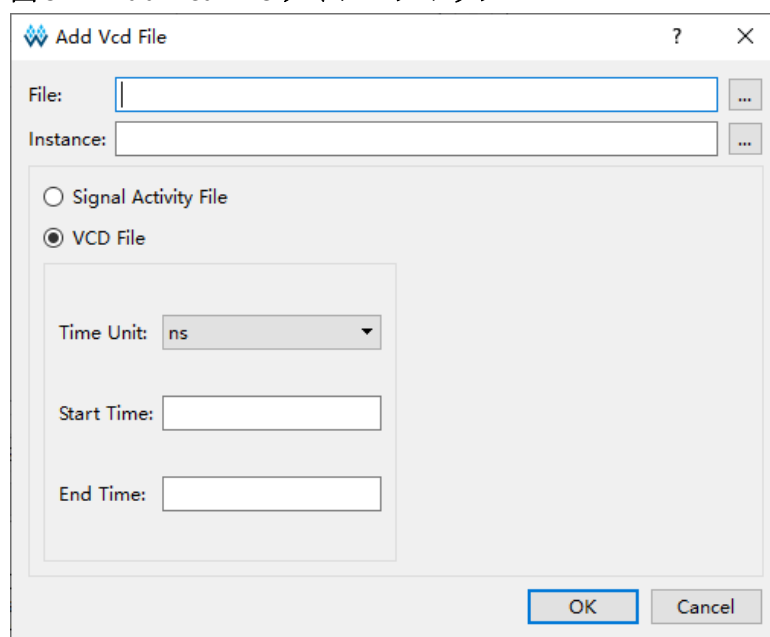 Add Vcd File
?
File:
...
Instance:
...
Signal Activity File
VCD File
Time Unit: ns
Start Time:
End Time:
OK Cancel